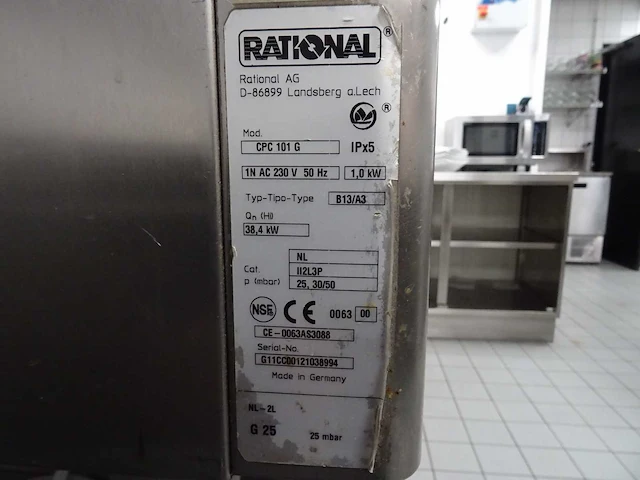 RATIONAL ®
Rational AG
D-86899 Landsberg a.Lech
®
Mod.
CPC 101 G IPx5
1N AC 230 V 50 Hz 1,0 kW
Typ-Tipo-Type B13/A3
Qn (Hi)
38,4 kW
NL
Cat. II2L3P
p (mbar) 25, 30/50
NSF CE 0063 00
CE-0063AS3088
Serial-No.
G11CC00121038994
Made in Germany
NL-2L
G 25 25 mbar